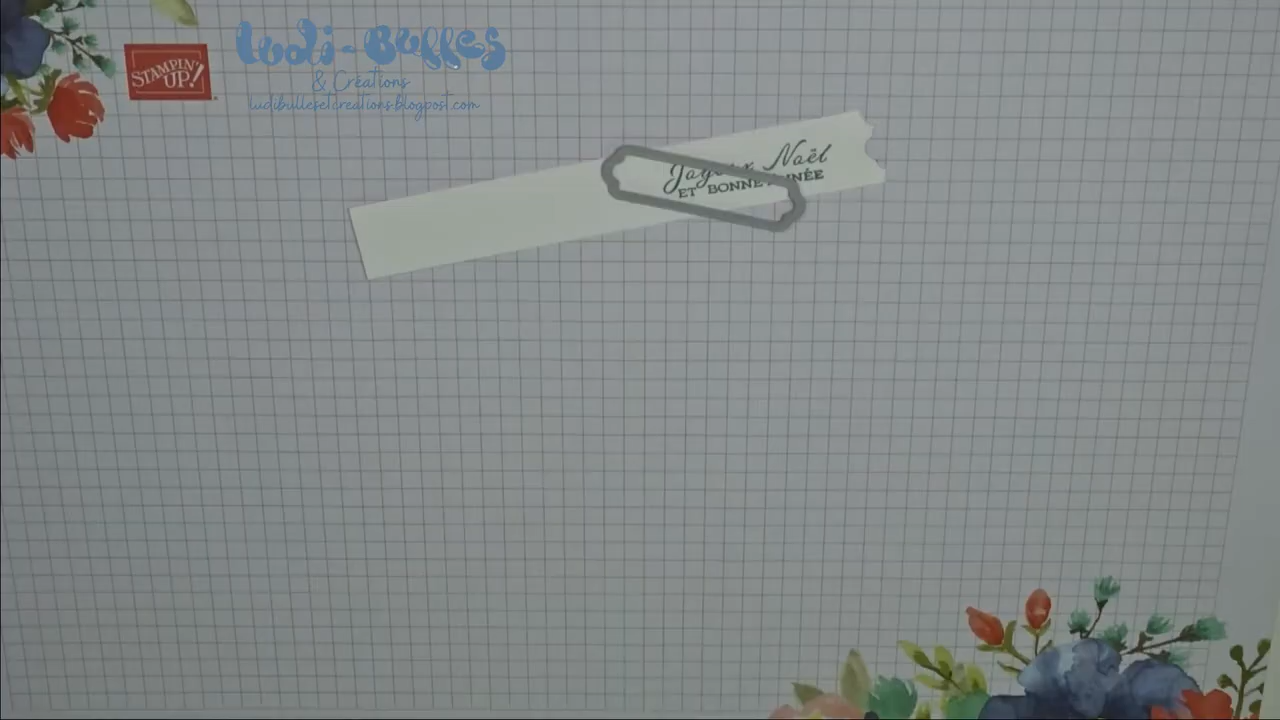 STAMPIN' UP!
Ludi-Bulles
& Créations
ludibullesetcreations.blogspot.com
Joyeux Noël
ET BONNE ANNÉE